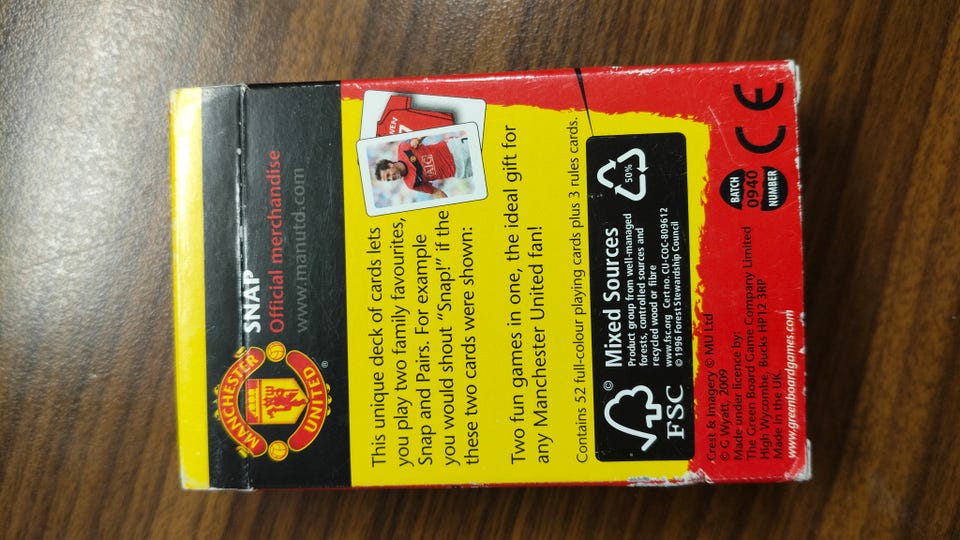 MANCHESTER
UNITED
®
SNAP
Official merchandise
www.manutd.com
This unique deck of cards lets
you play two family favourites,
Snap and Pairs. For example
you would shout “Snap!” if the
these two cards were shown:
WEN
7
AIG
Two fun games in one, the ideal gift for
any Manchester United fan!
Contains 52 full-colour playing cards plus 3 rules cards.
©
FSC
Mixed Sources
Product group from well-managed
forests, controlled sources and
recycled wood or fibre
www.fsc.org Cert no. CU-COC-809612
© 1996 Forest Stewardship Council
50%
Crest & Imagery © MU Ltd
© G Wyatt, 2009
Made under licence by:
The Green Board Game Company Limited
High Wycombe, Bucks HP12 3RP
Made in the UK
www.greenboardgames.com
BATCH
0940
NUMBER
CE